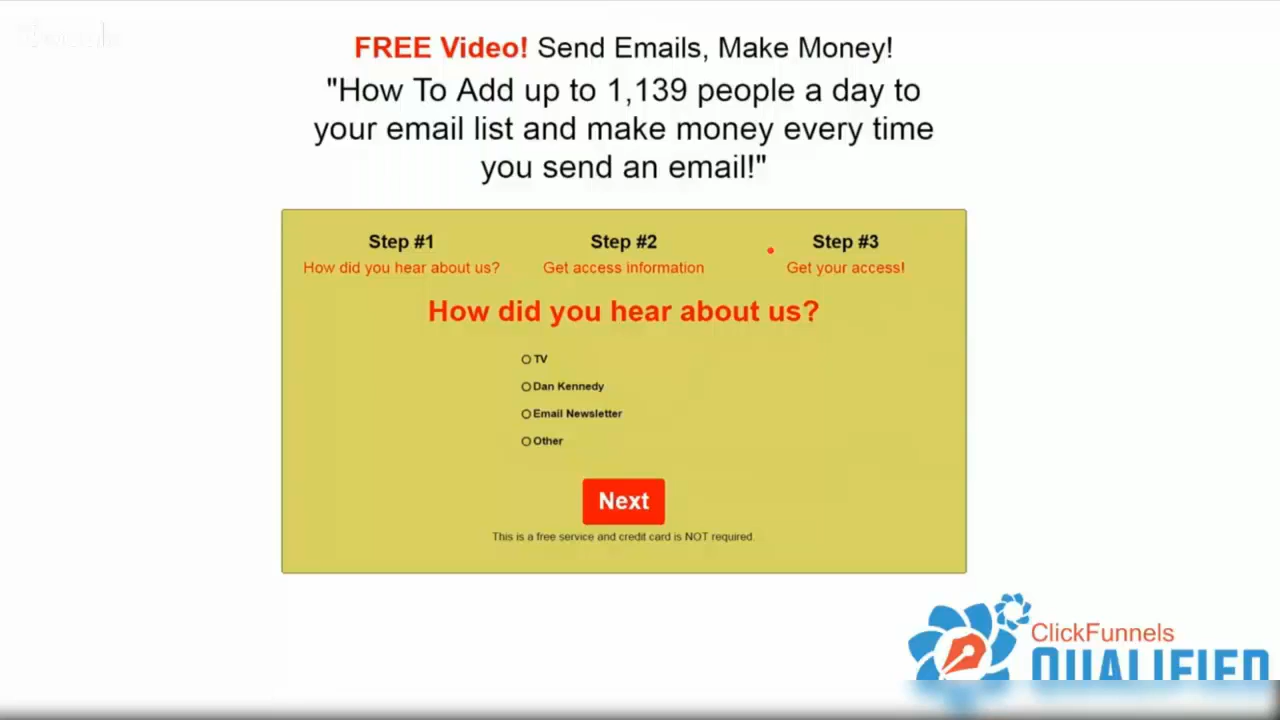 FREE Video! Send Emails, Make Money!
"How To Add up to 1,139 people a day to
your email list and make money every time
you send an email!"
Step #1 Step #2 Step #3
How did you hear about us? Get access information Get your access!
How did you hear about us?
TV
Dan Kennedy
Email Newsletter
Other
Next
This is a free service and credit card is NOT required.
ClickFunnels
QUALIFIED